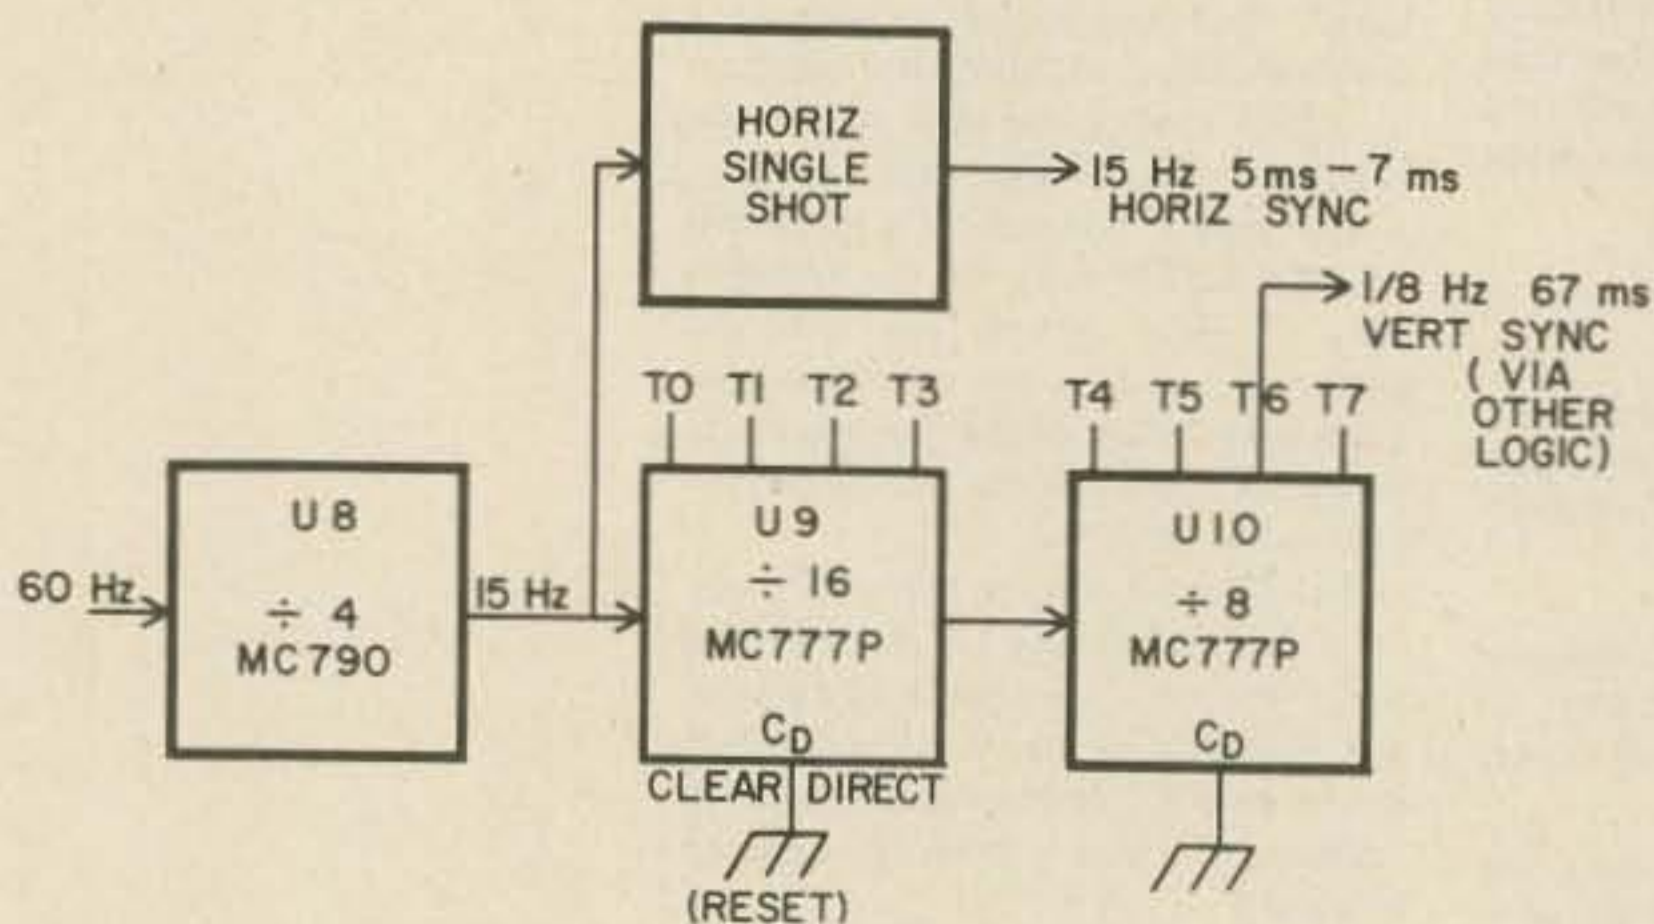 HORIZ
SINGLE
SHOT
15 Hz 5ms-7 ms
HORIZ SYNC
1/8 Hz 67 ms
VERT SYNC
(VIA
OTHER
LOGIC)
T0 T1 T2 T3
T4 T5 T6 T7
60 Hz
U8
÷ 4
MC790
15 Hz
U9
÷ 16
MC777P
CD
CLEAR DIRECT
(RESET)
U10
÷ 8
MC777P
CD